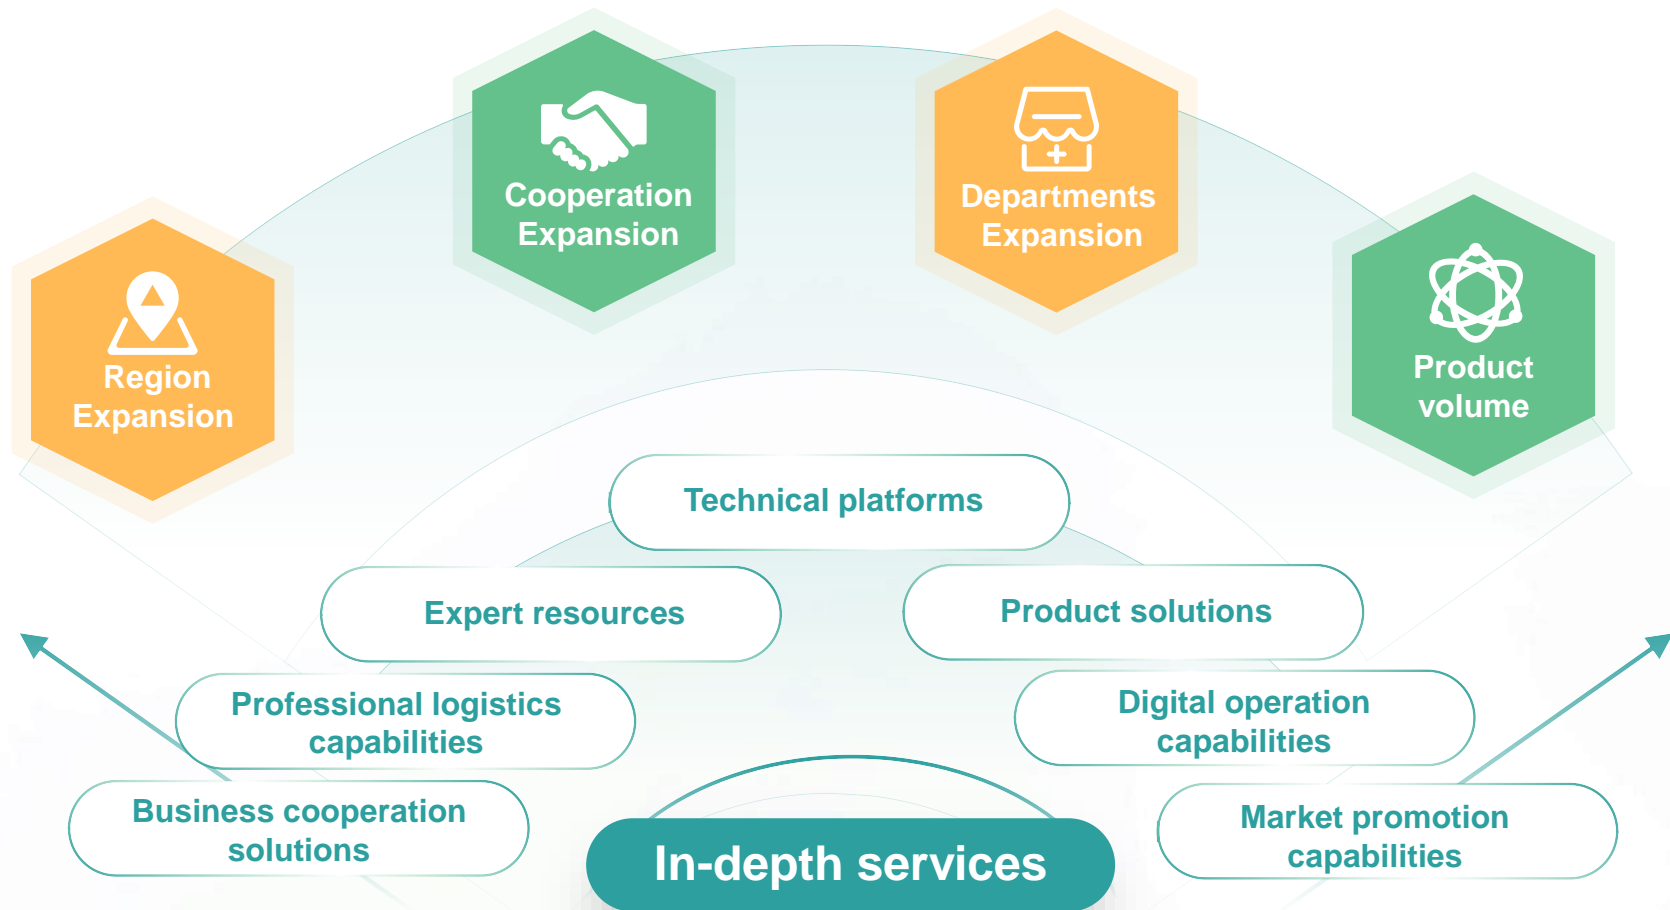 Cooperation
Expansion
Departments
Expansion
Region
Expansion
Product
volume
Technical platforms
Expert resources
Product solutions
Professional logistics
capabilities
Digital operation
capabilities
Business cooperation
solutions
In-depth services
Market promotion
capabilities